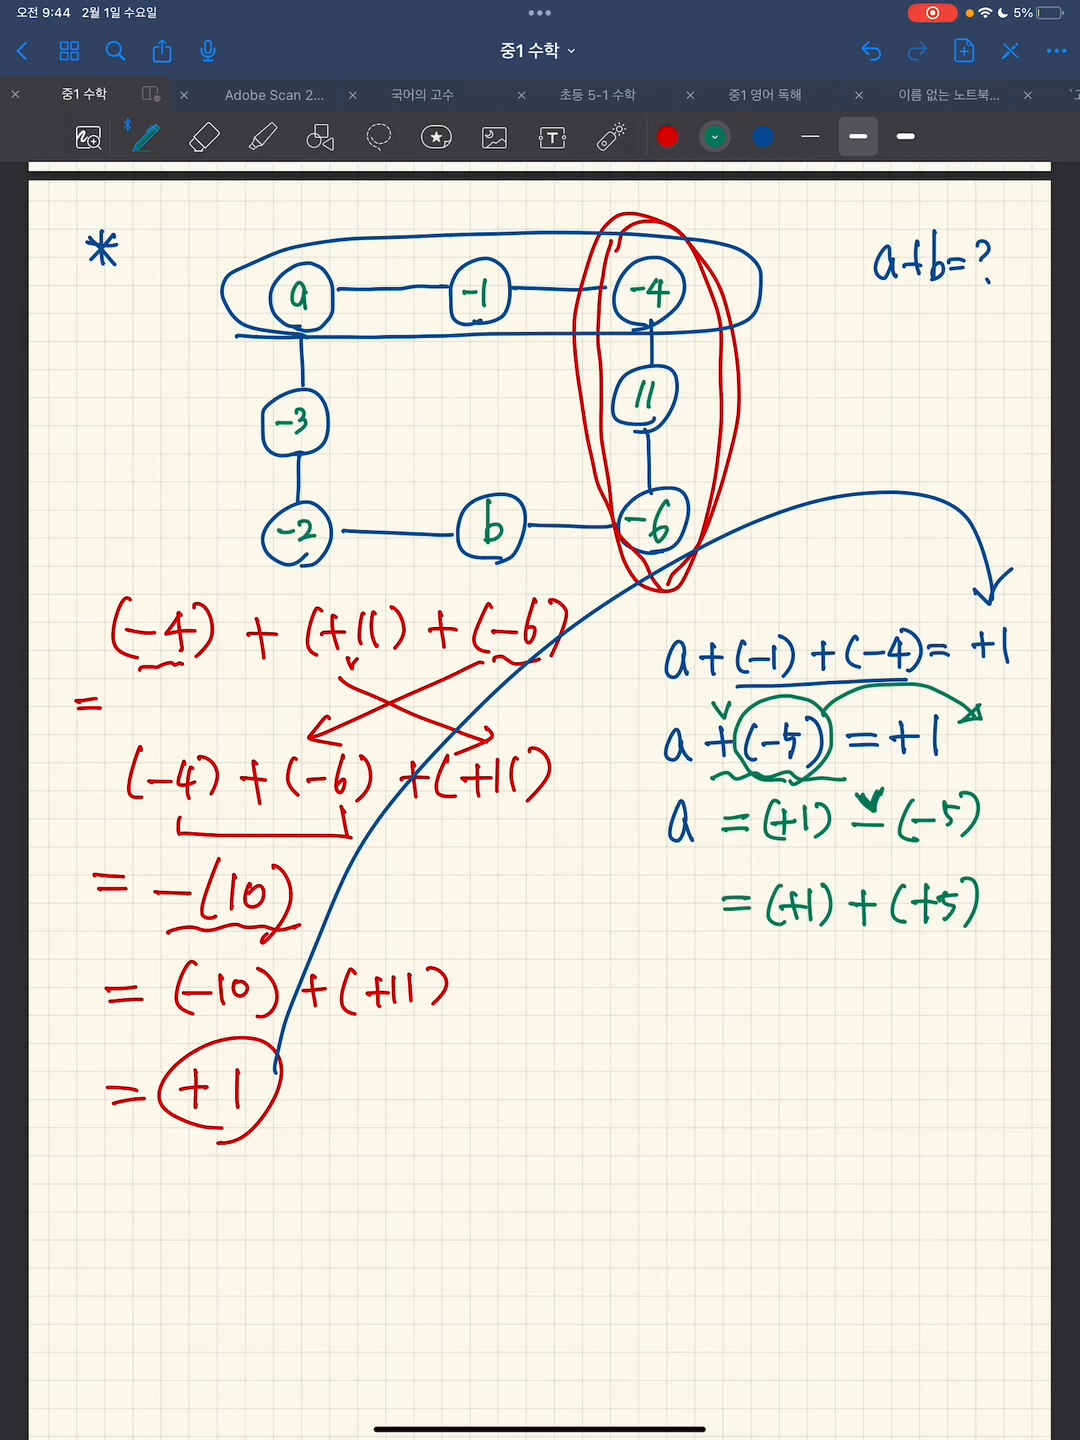 오전 9:44 2월 1일 수요일
5%
중1 수학
중1 수학
Adobe Scan 2...
국어의 고수
초등 5-1 수학
중1 영어 독해
이름 없는 노트북...
* a+b=?
a -1 -4
-3 11
-2 b -6
(-4) + (+11) + (-6)
=
(-4) + (-6) + (+11)
= -(10)
= (-10) + (+11)
= +1
a + (-1) + (-4) = +1
a + (-5) = +1
a = (+1) - (-5)
= (+1) + (+5)